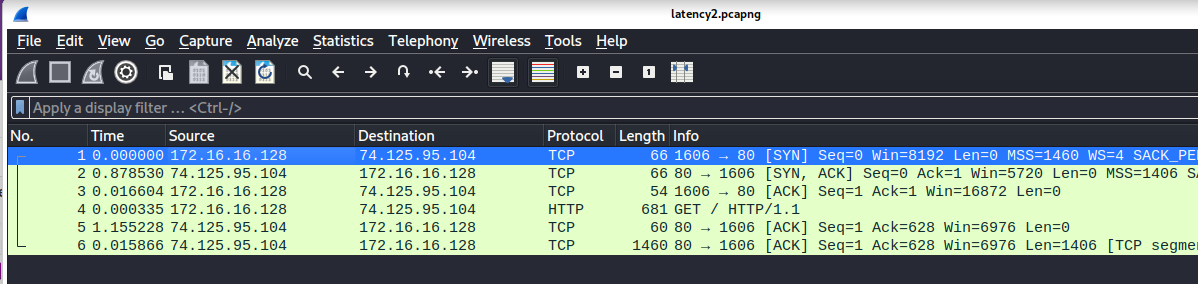 latency2.pcapng
File Edit View Go Capture Analyze Statistics Telephony Wireless Tools Help
Apply a display filter ... <Ctrl-/>
No. Time Source Destination Protocol Length Info
1 0.000000 172.16.16.128 74.125.95.104 TCP 66 1606 → 80 [SYN] Seq=0 Win=8192 Len=0 MSS=1460 WS=4 SACK_PE
2 0.878530 74.125.95.104 172.16.16.128 TCP 66 80 → 1606 [SYN, ACK] Seq=0 Ack=1 Win=5720 Len=0 MSS=1406 SA
3 0.016604 172.16.16.128 74.125.95.104 TCP 54 1606 → 80 [ACK] Seq=1 Ack=1 Win=16872 Len=0
4 0.000335 172.16.16.128 74.125.95.104 HTTP 681 GET / HTTP/1.1
5 1.155228 74.125.95.104 172.16.16.128 TCP 60 80 → 1606 [ACK] Seq=1 Ack=628 Win=6976 Len=0
6 0.015866 74.125.95.104 172.16.16.128 TCP 1460 80 → 1606 [ACK] Seq=1 Ack=628 Win=6976 Len=1406 [TCP segme